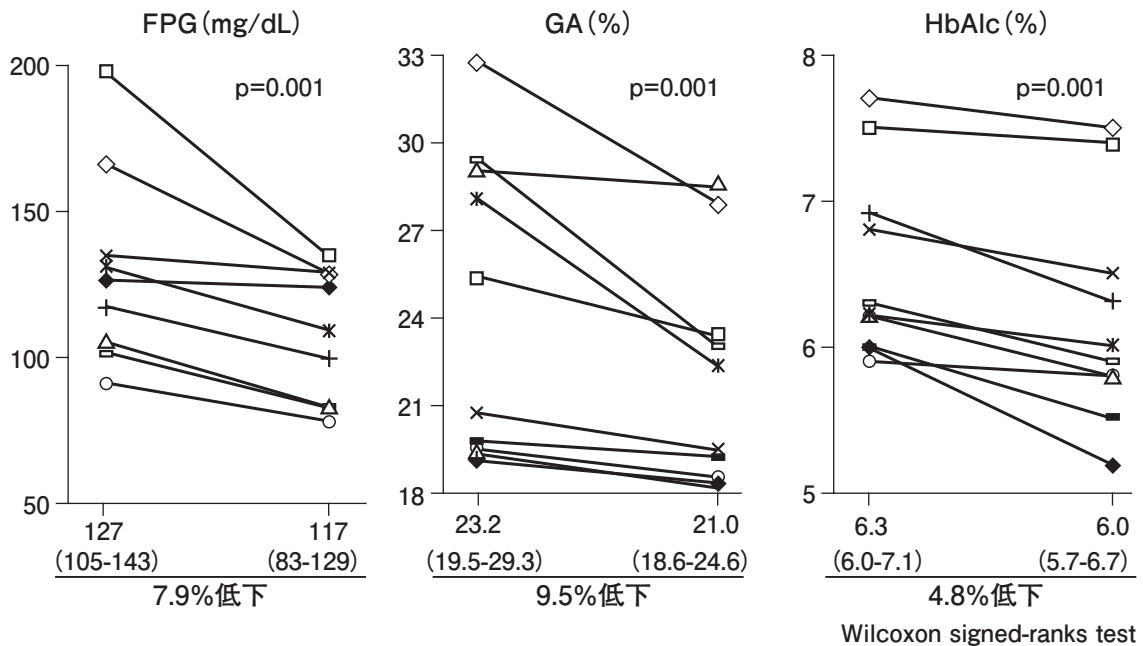 FPG（mg/dL）
200
150
100
50
p=0.001
127
117
（105-143）
（83-129）
7.9%低下
GA（%）
33
30
27
24
21
18
p=0.001
23.2
21.0
（19.5-29.3）
（18.6-24.6）
9.5%低下
HbAlc（%）
8
7
6
5
p=0.001
6.3
6.0
（6.0-7.1）
（5.7-6.7）
4.8%低下
Wilcoxon signed-ranks test